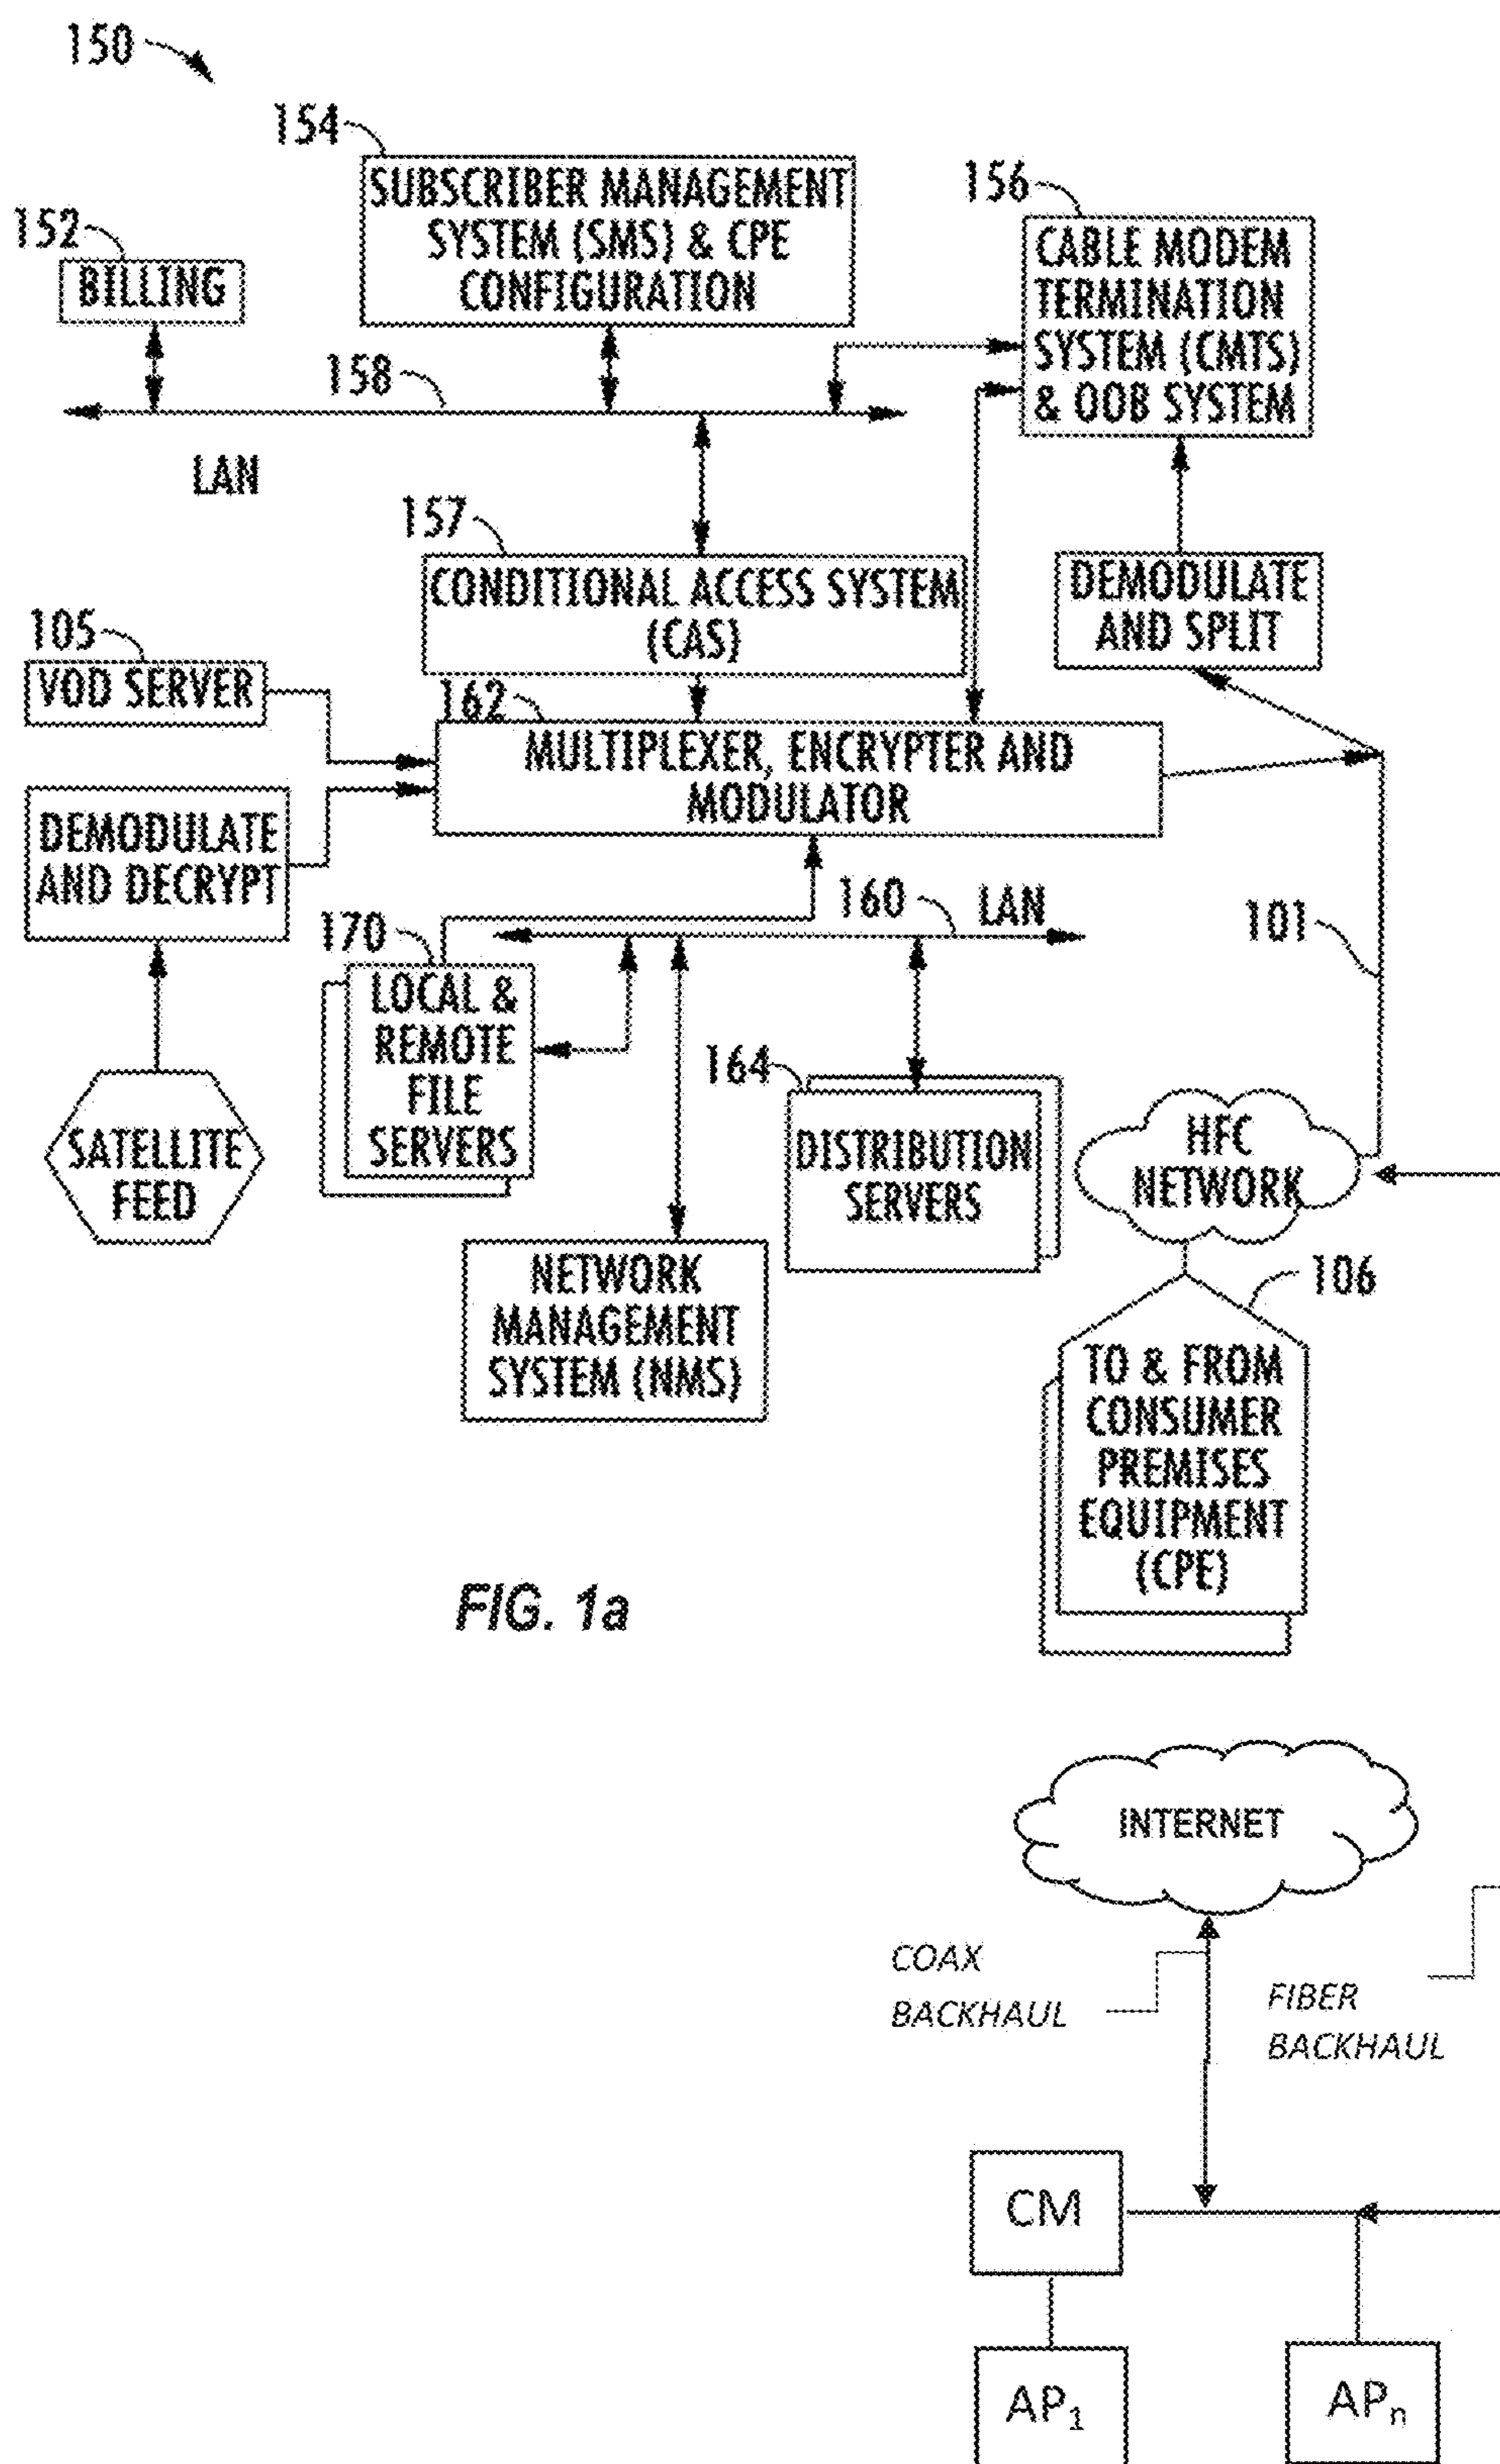 150
154
SUBSCRIBER MANAGEMENT
SYSTEM (SMS) & CPE
CONFIGURATION
156
CABLE MODEM
TERMINATION
SYSTEM (CMTS)
& OOB SYSTEM
152
BILLING
158
LAN
157
CONDITIONAL ACCESS SYSTEM
(CAS)
DEMODULATE
AND SPLIT
105
VOD SERVER
162
MULTIPLEXER, ENCRYPTER AND
MODULATOR
DEMODULATE
AND DECRYPT
160
LAN
101
170
LOCAL &
REMOTE
FILE
SERVERS
164
DISTRIBUTION
SERVERS
SATELLITE
FEED
HFC
NETWORK
NETWORK
MANAGEMENT
SYSTEM (NMS)
106
TO & FROM
CONSUMER
PREMISES
EQUIPMENT
(CPE)
FIG. 1a
INTERNET
COAX
BACKHAUL
FIBER
BACKHAUL
CM
AP1
APn